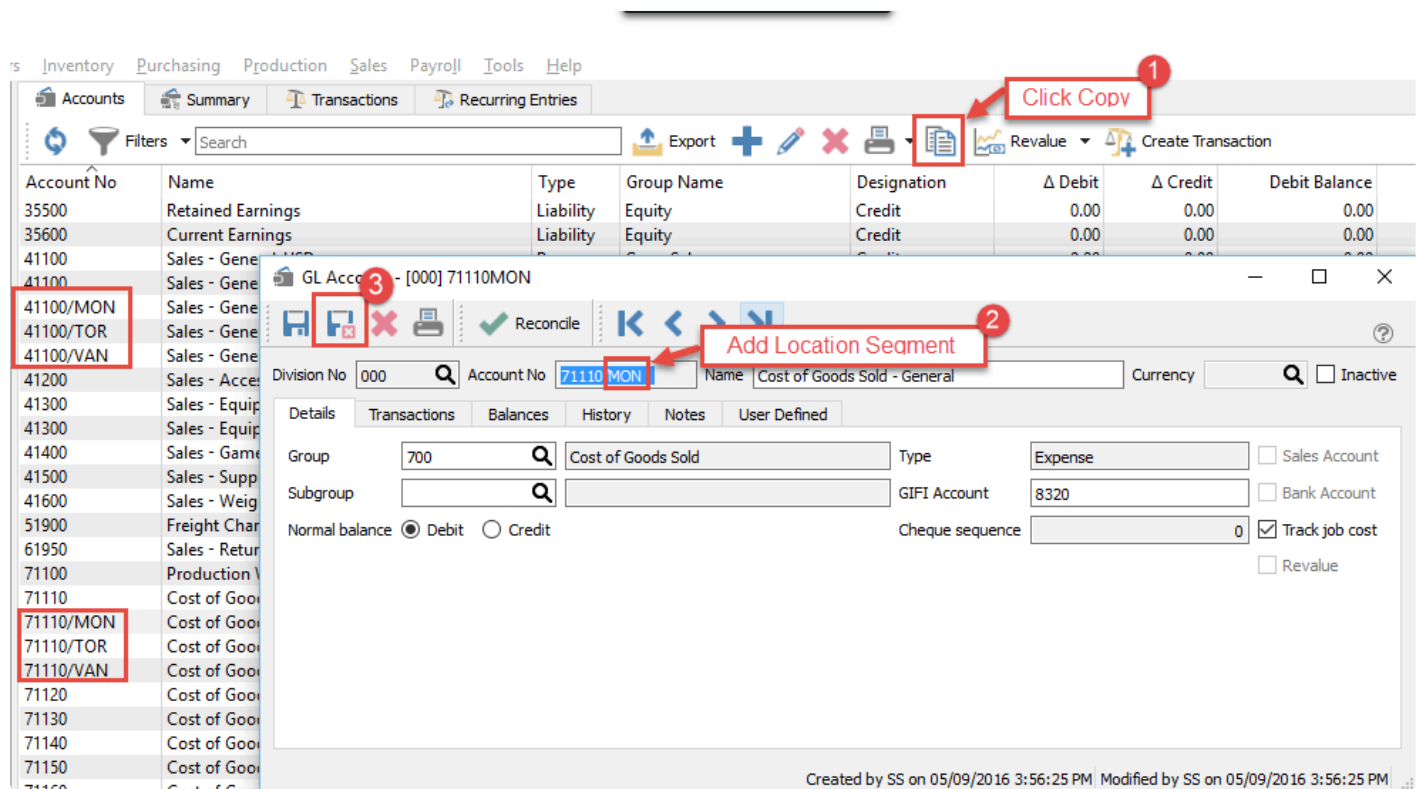 Inventory Purchasing Production Sales Payroll Tools Help
1
Click Copy
Accounts Summary Transactions Recurring Entries
Filters Search Export Revalue Create Transaction
Account No Name Type Group Name Designation Δ Debit Δ Credit Debit Balance
35500 Retained Earnings Liability Equity Credit 0.00 0.00 0.00
35600 Current Earnings Liability Equity Credit 0.00 0.00 0.00
41100 Sales -
41100 Sales - Gene
41100/MON Sales - Gene
41100/TOR Sales - Gene
41100/VAN Sales - Gene
41200 Sales - Acce
41300 Sales - Equip
41300 Sales - Equip
41400 Sales - Game
41500 Sales - Supp
41600 Sales - Weig
51900 Freight Char
61950 Sales - Retur
71100 Production
71110 Cost of Goo
71110/MON Cost of Goo
71110/TOR Cost of Goo
71110/VAN Cost of Goo
71120 Cost of Goo
71130 Cost of Goo
71140 Cost of Goo
71150 Cost of Goo
GL Acc - [000] 71110MON
3
Reconcile
2
Add Location Segment
Division No 000 Account No 71110 MON Name Cost of Goods Sold - General Currency Inactive
Details Transactions Balances History Notes User Defined
Group 700 Cost of Goods Sold Type Expense Sales Account
Subgroup GIFI Account 8320 Bank Account
Normal balance Debit Credit Cheque sequence 0 Track job cost
Revalue
Created by SS on 05/09/2016 3:56:25 PM Modified by SS on 05/09/2016 3:56:25 PM